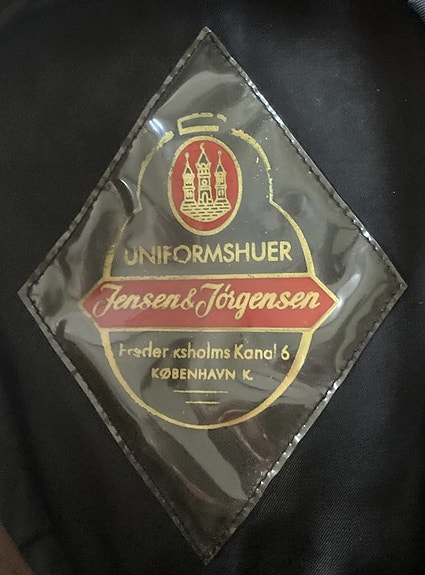 UNIFORMSHUER
Jensen & Jörgensen
Frederiksholms Kanal 6
KØBENHAVN K.